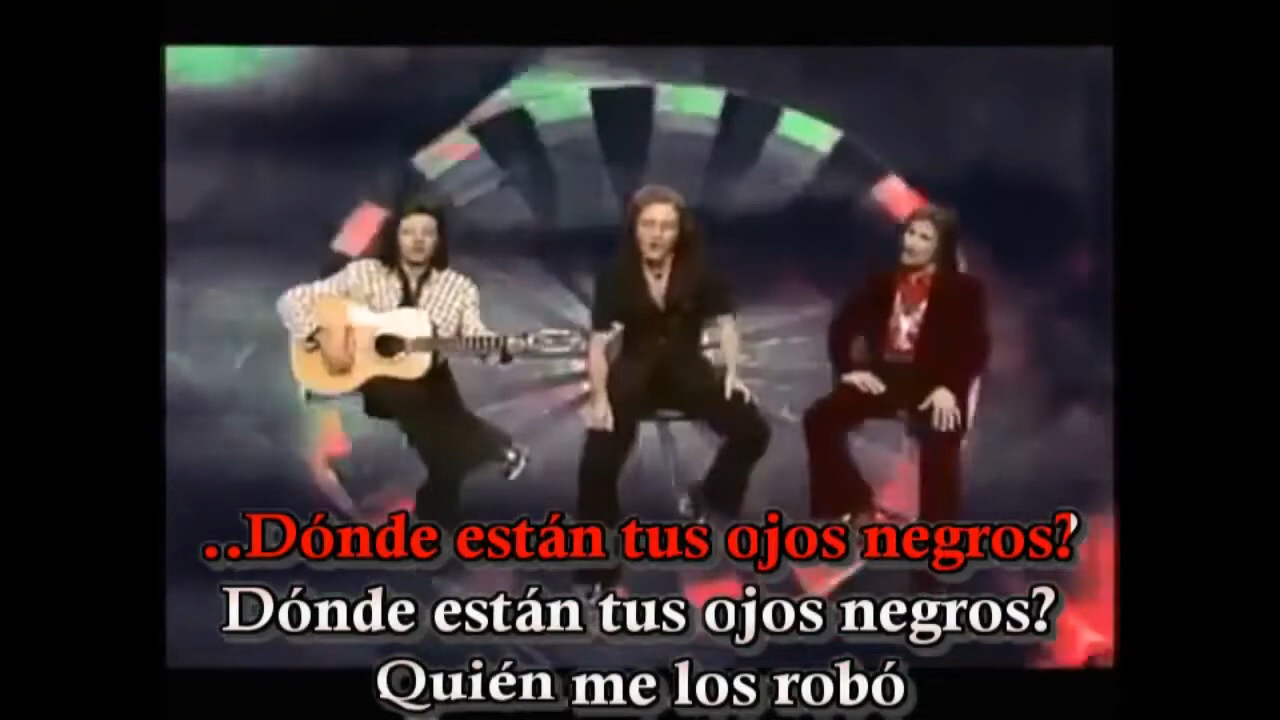 ..Dónde están tus ojos negros?
Dónde están tus ojos negros?
Quién me los robó